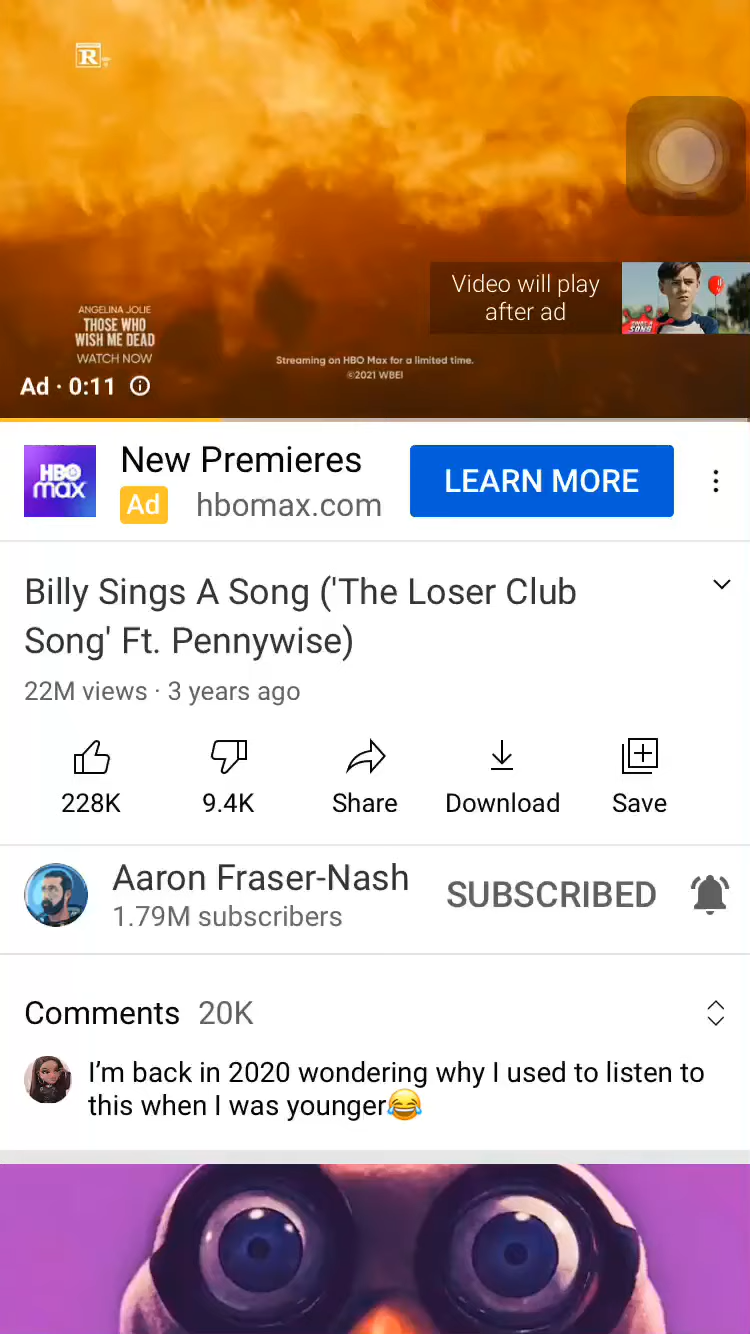 R
Video will play
after ad
SONG
ANGELINA JOLIE
THOSE WHO
WISH ME DEAD
WATCH NOW
Streaming on HBO Max for a limited time.
©2021 WBEI
Ad · 0:11
HBO
max
New Premieres
Ad hbomax.com
LEARN MORE
Billy Sings A Song ('The Loser Club
Song' Ft. Pennywise)
22M views · 3 years ago
228K 9.4K Share Download Save
Aaron Fraser-Nash
1.79M subscribers
SUBSCRIBED
Comments 20K
I’m back in 2020 wondering why I used to listen to
this when I was younger😂